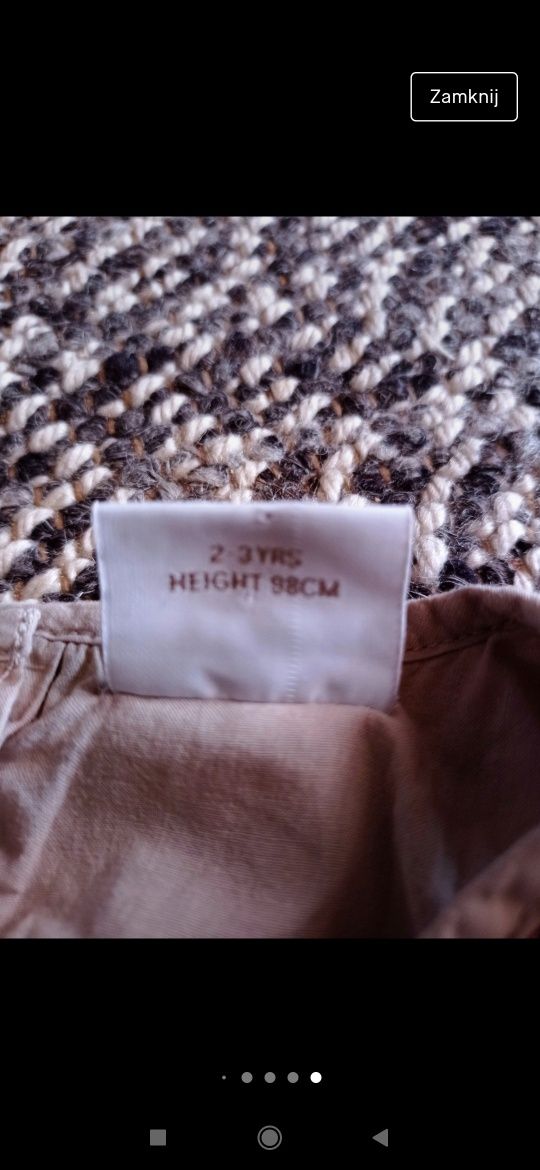 Zamknij
2-3YRS
HEIGHT 98CM